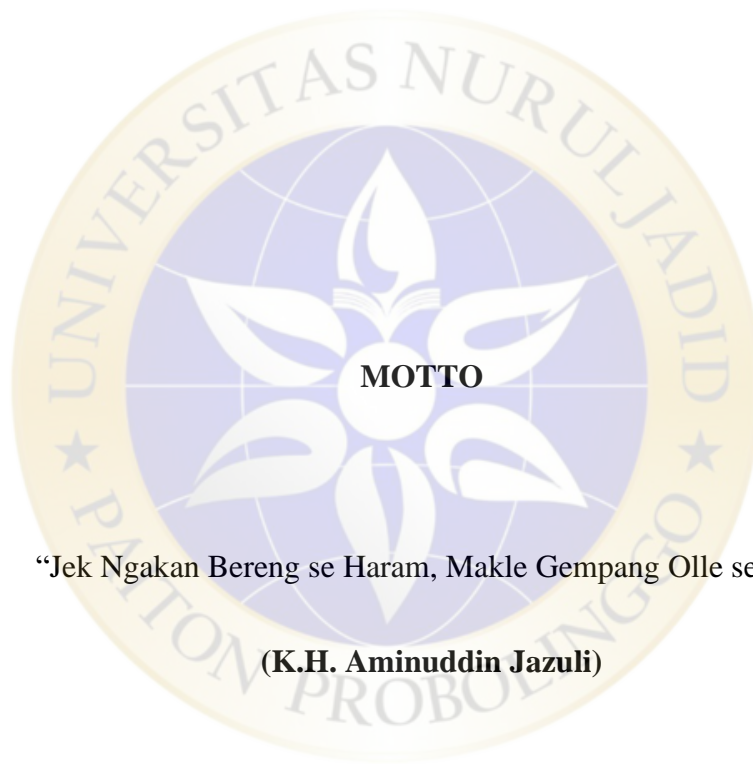 UNIVERSITAS NURUL JADID
MOTTO
“Jek Ngakan Bereng se Haram, Makle Gempang Olle se
(K.H. Aminuddin Jazuli)
★ PAITON PROBOLINGGO ★